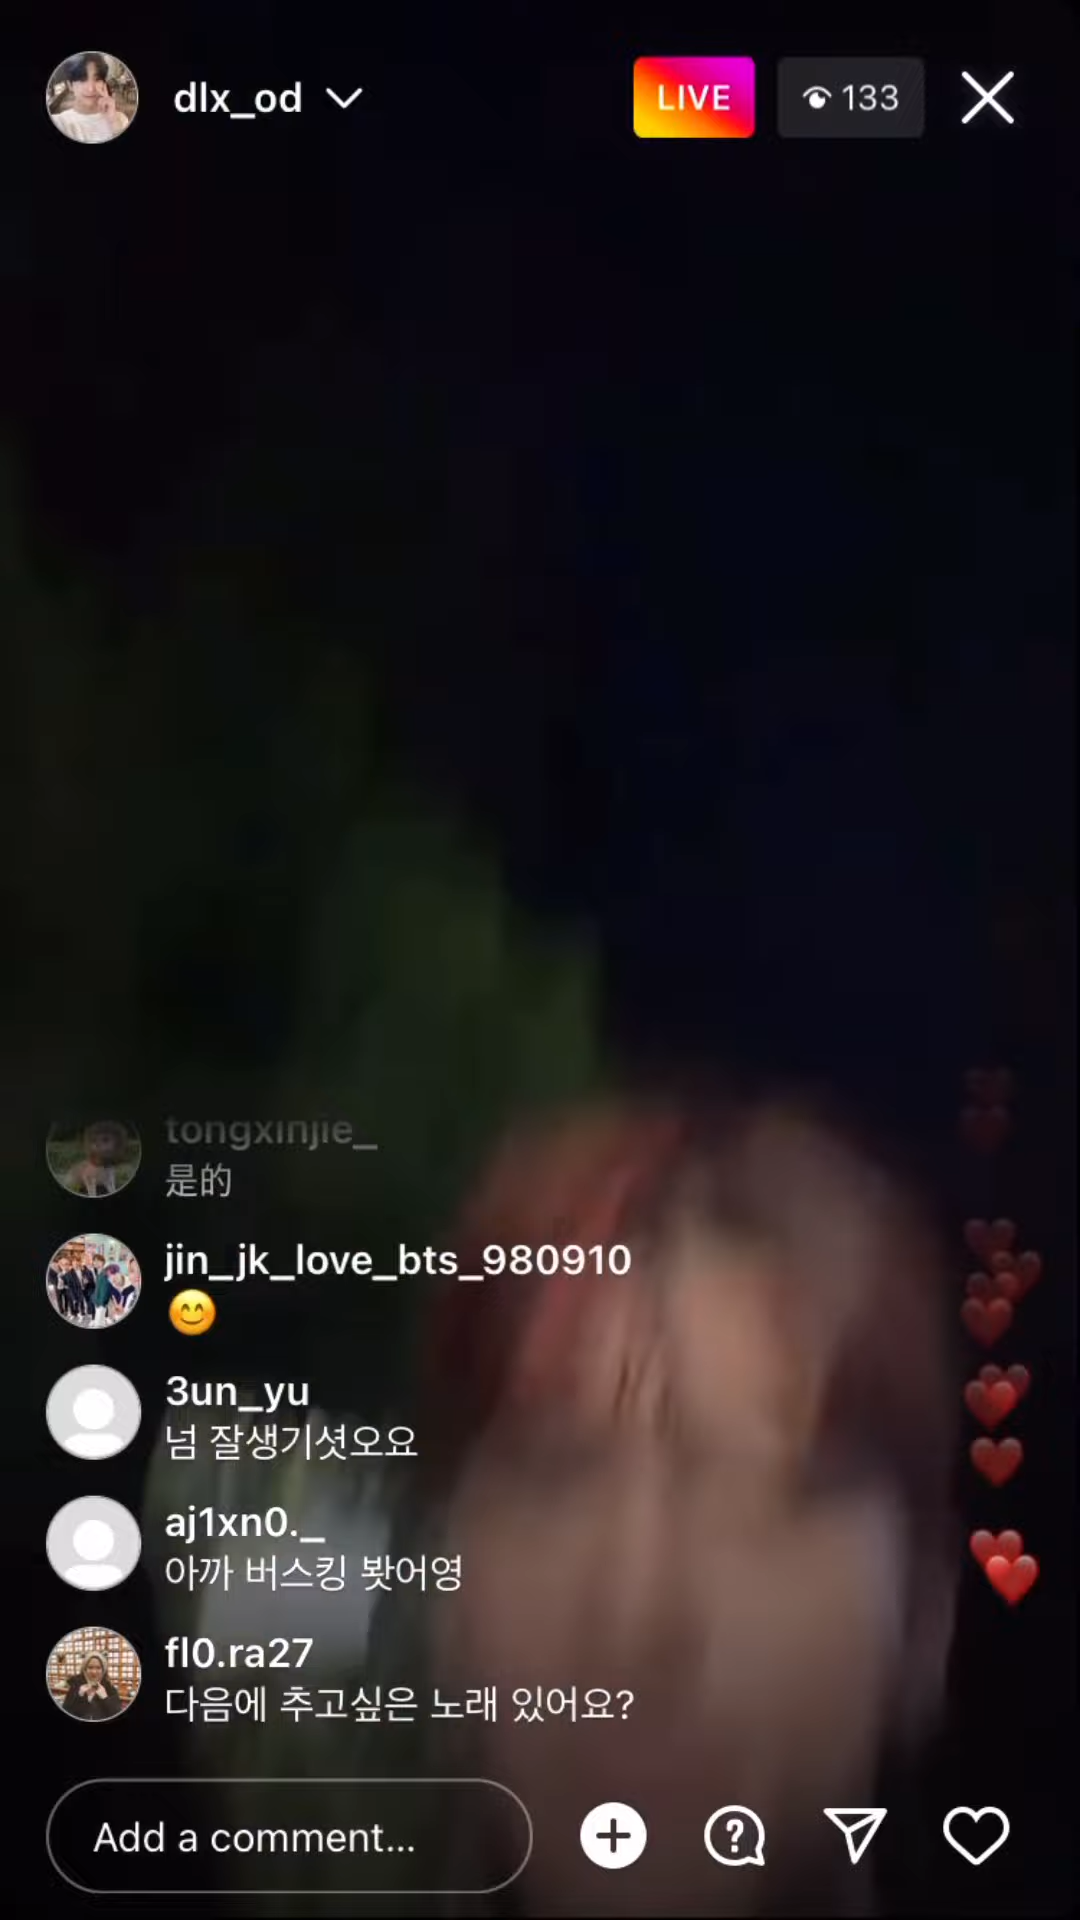 dlx_od
LIVE
133
tongxinjie_
是的
jin_jk_love_bts_980910
😊
3un_yu
넘 잘생기셧오요
aj1xn0._
아까 버스킹 봣어영
fl0.ra27
다음에 추고싶은 노래 있어요?
Add a comment...